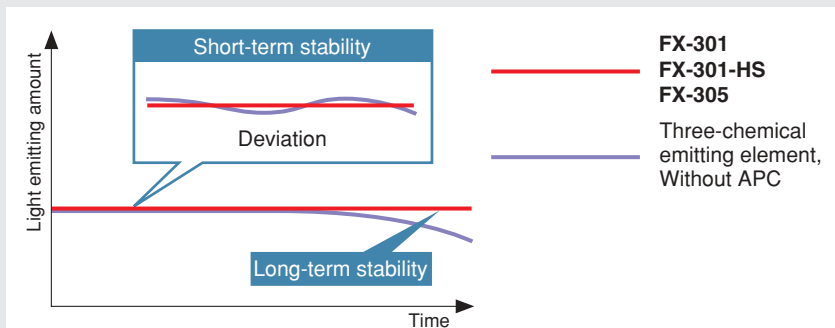 Short-term stability
Deviation
Long-term stability
Light emitting amount
Time
FX-301
FX-301-HS
FX-305
Three-chemical
emitting element,
Without APC